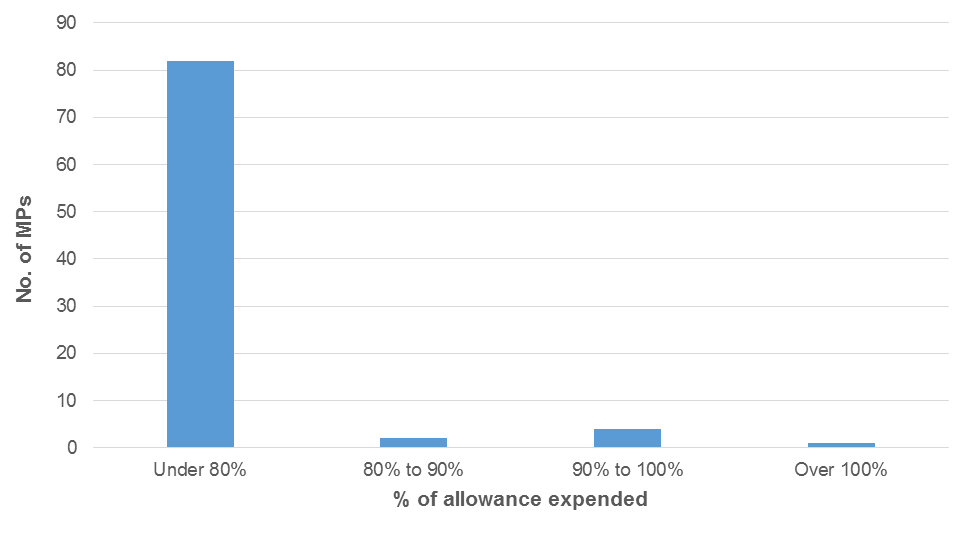 90
80
70
60
50
40
30
20
10
0
No. of MPs
Under 80%
80% to 90%
90% to 100%
Over 100%
% of allowance expended